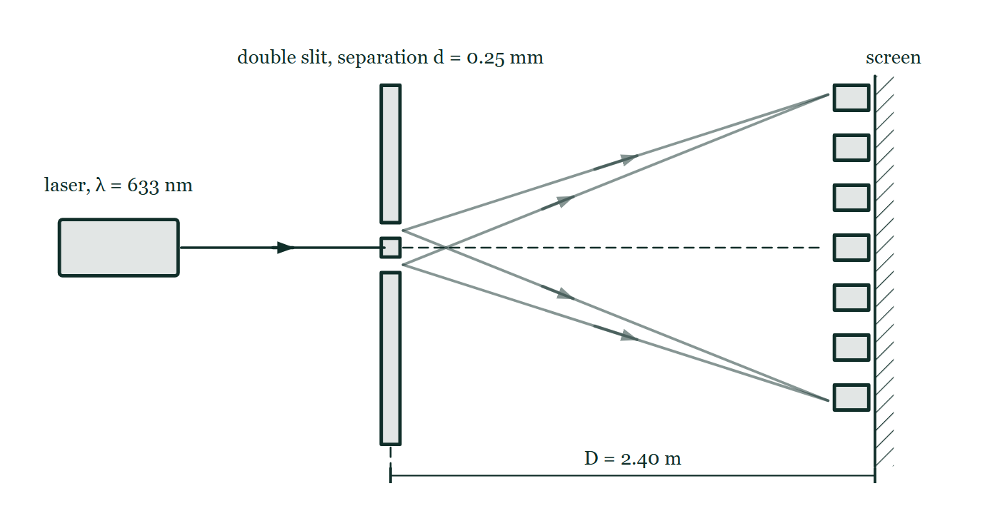 double slit, separation d = 0.25 mm
screen
laser, λ = 633 nm
D = 2.40 m